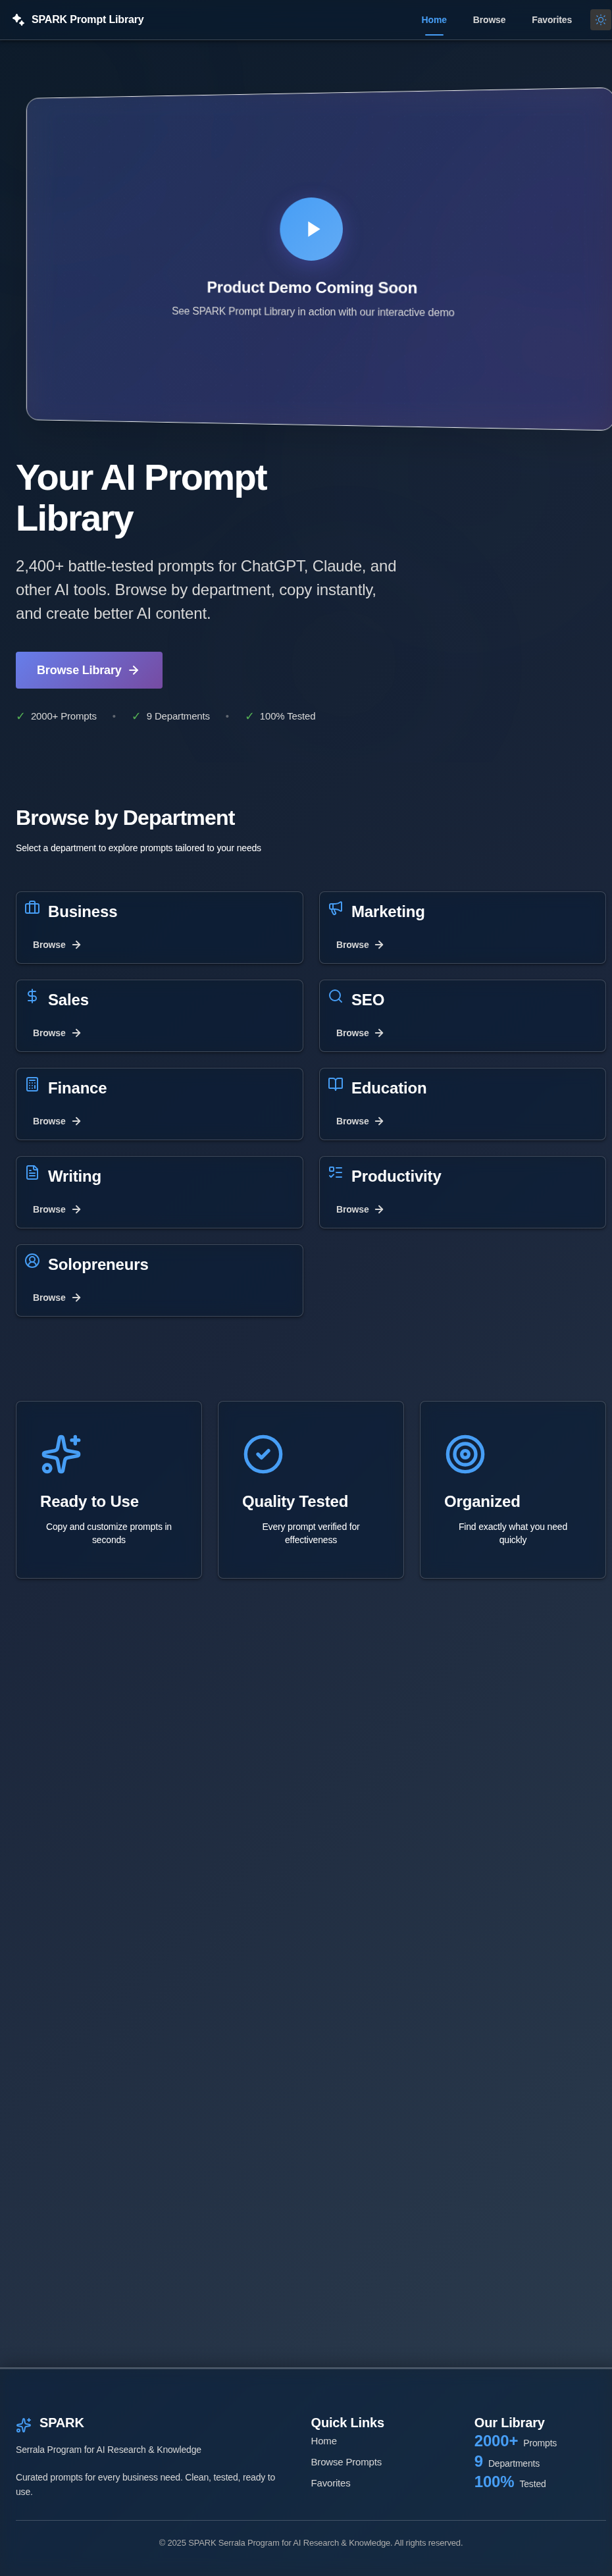 SPARK Prompt Library
Home
Browse
Favorites
Product Demo Coming Soon
See SPARK Prompt Library in action with our interactive demo
Your AI Prompt
Library
2,400+ battle-tested prompts for ChatGPT, Claude, and
other AI tools. Browse by department, copy instantly,
and create better AI content.
Browse Library →
✓ 2000+ Prompts • ✓ 9 Departments • ✓ 100% Tested
Browse by Department
Select a department to explore prompts tailored to your needs
Business
Browse →
Marketing
Browse →
Sales
Browse →
SEO
Browse →
Finance
Browse →
Education
Browse →
Writing
Browse →
Productivity
Browse →
Solopreneurs
Browse →
Ready to Use
Copy and customize prompts in
seconds
Quality Tested
Every prompt verified for
effectiveness
Organized
Find exactly what you need
quickly
SPARK
Serrala Program for AI Research & Knowledge
Curated prompts for every business need. Clean, tested, ready to
use.
Quick Links
Home
Browse Prompts
Favorites
Our Library
2000+ Prompts
9 Departments
100% Tested
© 2025 SPARK Serrala Program for AI Research & Knowledge. All rights reserved.